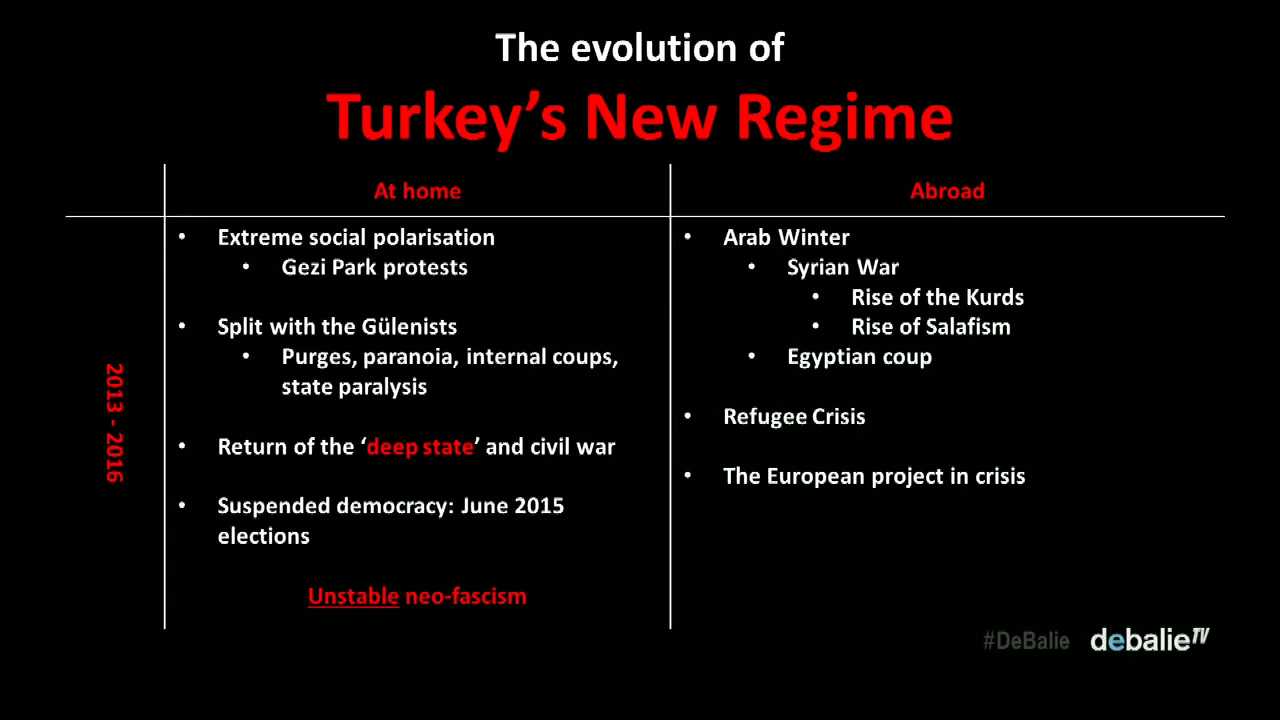 The evolution of
Turkey’s New Regime
At home
Abroad
2013 - 2016
• Extreme social polarisation
• Gezi Park protests
• Split with the Gülenists
• Purges, paranoia, internal coups,
state paralysis
• Return of the ‘deep state’ and civil war
• Suspended democracy: June 2015
elections
Unstable neo-fascism
• Arab Winter
• Syrian War
• Rise of the Kurds
• Rise of Salafism
• Egyptian coup
• Refugee Crisis
• The European project in crisis
#DeBalie debalieTV